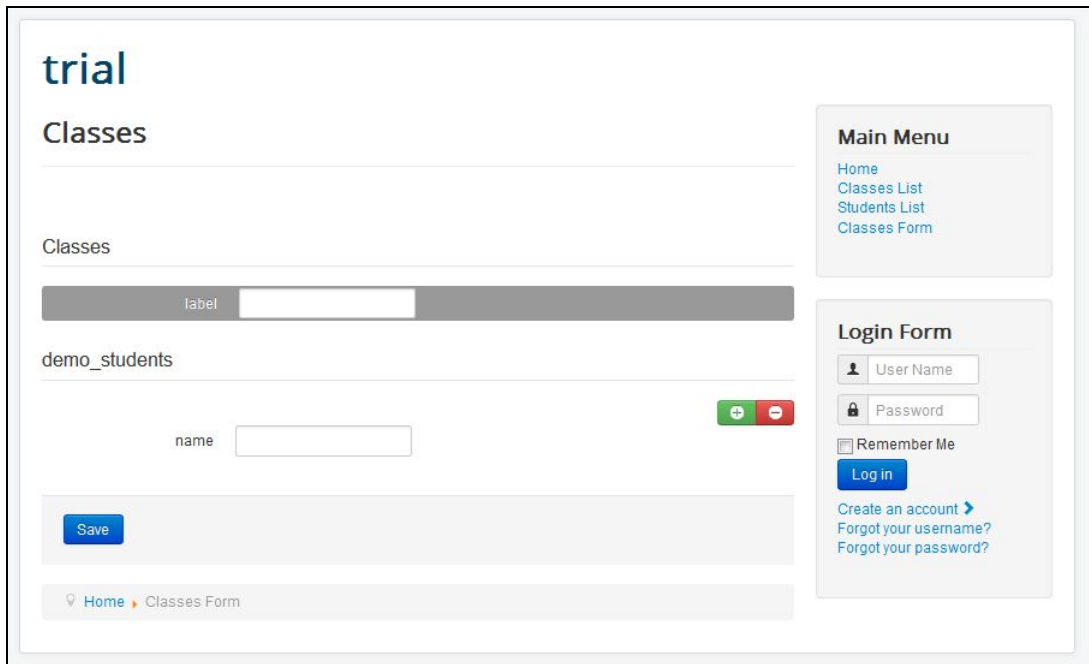 trial
Classes
Classes
label
demo_students
name
Save
Home Classes Form
Main Menu
Home
Classes List
Students List
Classes Form
Login Form
User Name
Password
Remember Me
Log in
Create an account
Forgot your username?
Forgot your password?